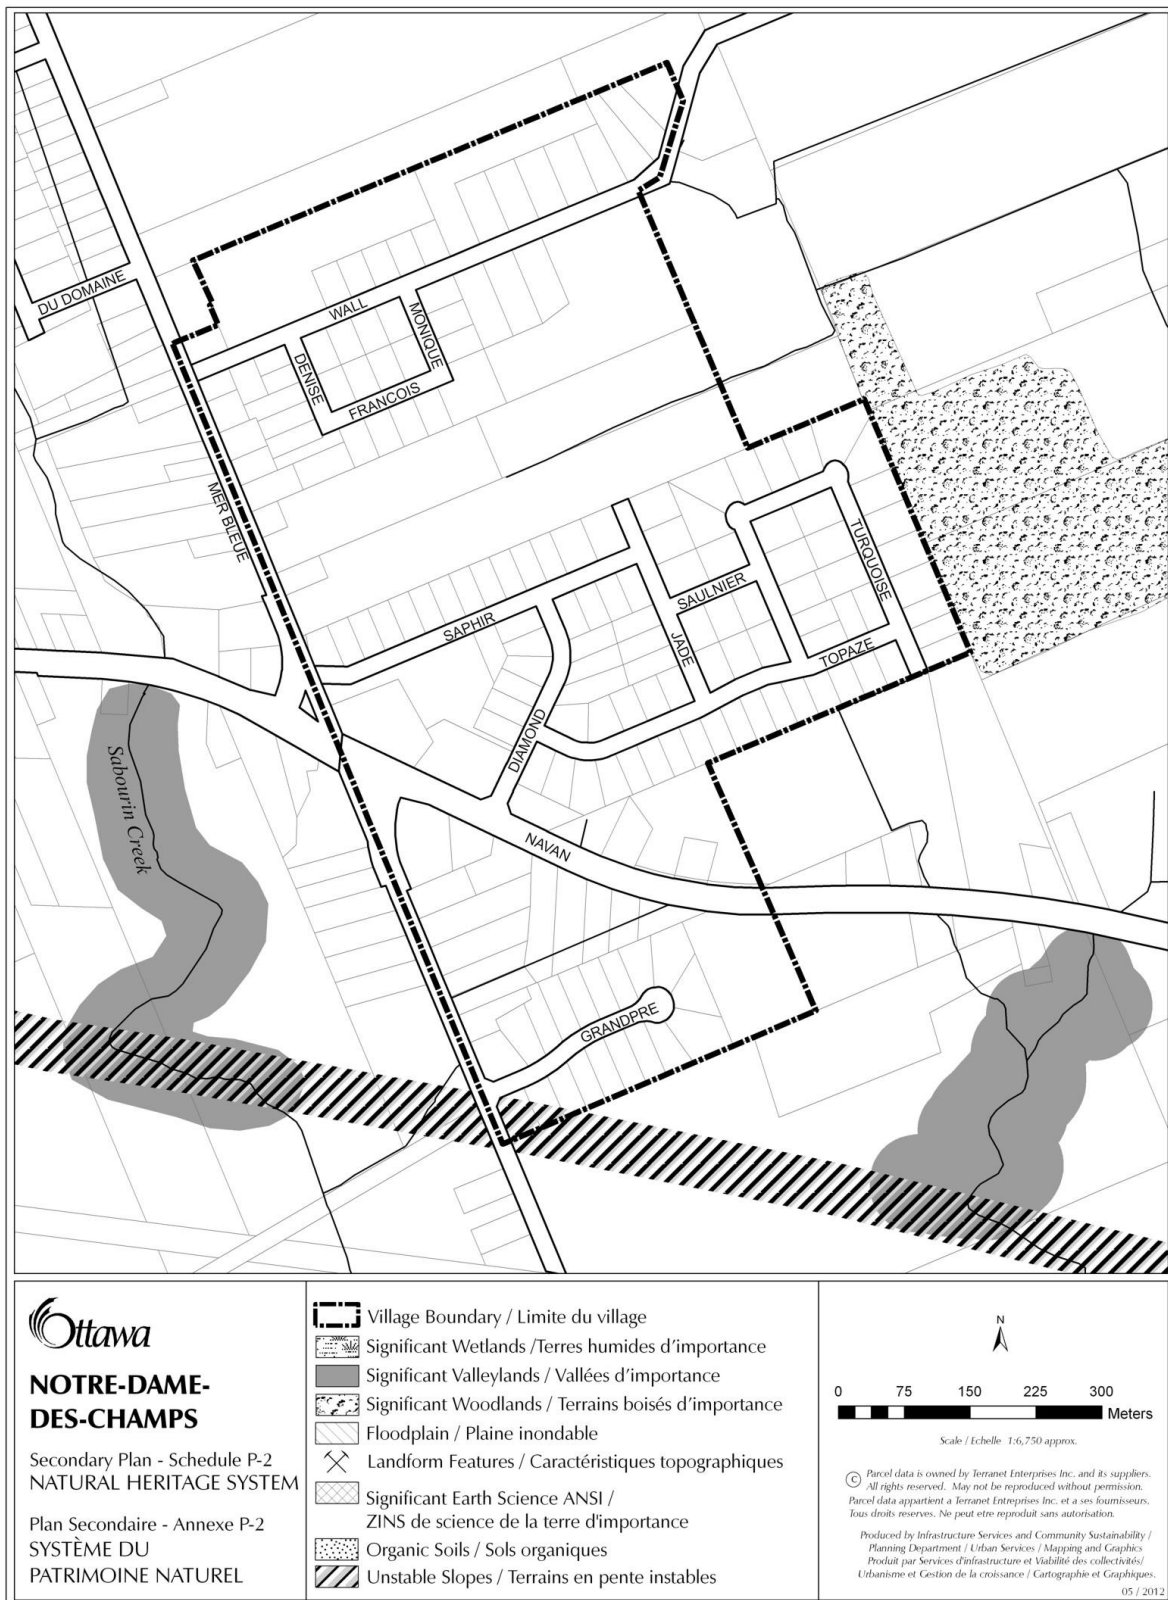 DU DOMAINE
WALL
MONIQUE
DENISE
FRANCOIS
MER BLEUE
SAPHIR
SAULNIER
TURQUOISE
JADE
TOPAZE
DIAMOND
Sabourin Creek
NAVAN
GRANDPRE
Ottawa
NOTRE-DAME-
DES-CHAMPS
Secondary Plan - Schedule P-2
NATURAL HERITAGE SYSTEM
Plan Secondaire - Annexe P-2
SYSTÈME DU
PATRIMOINE NATUREL
Village Boundary / Limite du village
Significant Wetlands /Terres humides d'importance
Significant Valleylands / Vallées d'importance
Significant Woodlands / Terrains boisés d'importance
Floodplain / Plaine inondable
Landform Features / Caractéristiques topographiques
Significant Earth Science ANSI /
ZINS de science de la terre d'importance
Organic Soils / Sols organiques
Unstable Slopes / Terrains en pente instables
N
0 75 150 225 300
Meters
Scale / Echelle 1:6,750 approx.
© Parcel data is owned by Teranet Enterprises Inc. and its suppliers.
All rights reserved. May not be reproduced without permission.
Parcel data appartient a Teranet Entreprises Inc. et a ses fournisseurs.
Tous droits reserves. Ne peut etre reproduit sans autorisation.
Produced by Infrastructure Services and Community Sustainability /
Planning Department / Urban Services / Mapping and Graphics
Produit par Services d'infrastructure et Viabilité des collectivités/
Urbanisme et Gestion de la croissance / Cartographie et Graphiques.
05 / 2012